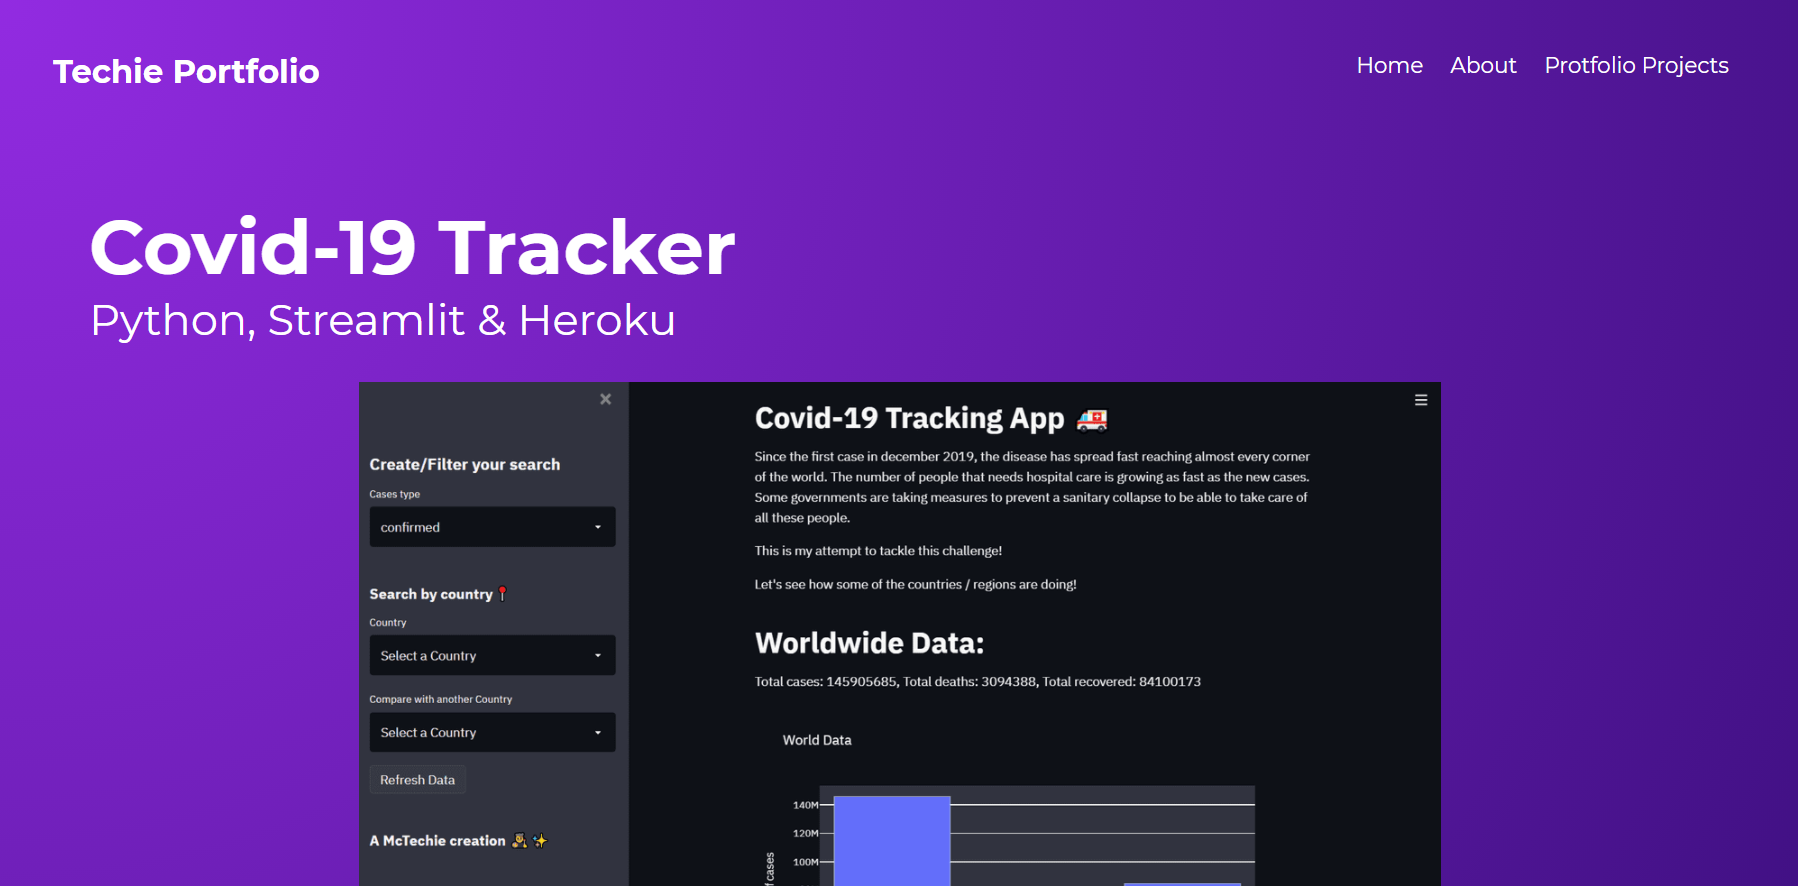 Techie Portfolio
Home About Protfolio Projects
Covid-19 Tracker
Python, Streamlit & Heroku
Create/Filter your search
Cases type
confirmed
Search by country
Country
Select a Country
Compare with another Country
Select a Country
Refresh Data
A McTechie creation
Covid-19 Tracking App
Since the first case in december 2019, the disease has spread fast reaching almost every corner
of the world. The number of people that needs hospital care is growing as fast as the new cases.
Some governments are taking measures to prevent a sanitary collapse to be able to take care of
all these people.
This is my attempt to tackle this challenge!
Let's see how some of the countries / regions are doing!
Worldwide Data:
Total cases: 145905685, Total deaths: 3094388, Total recovered: 84100173
World Data
140M
120M
100M
cases